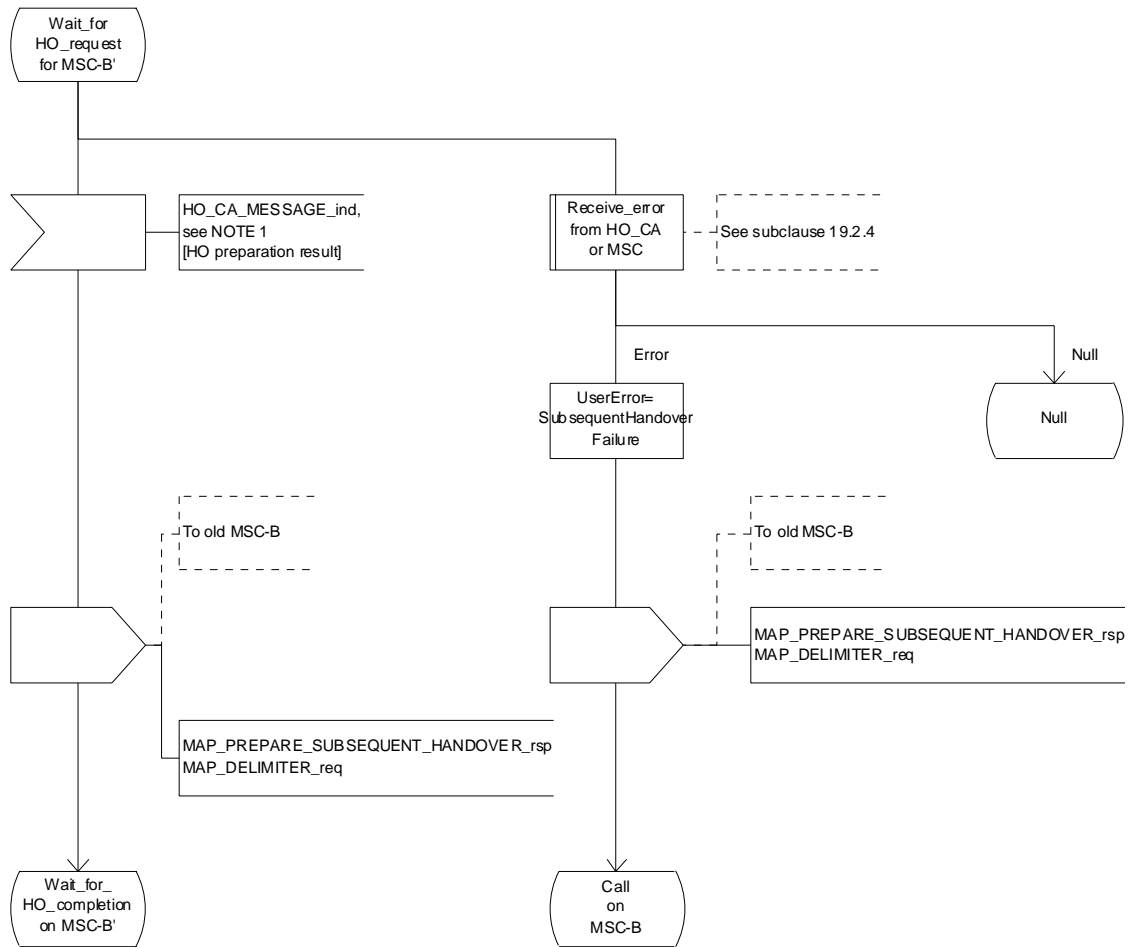 Wait_for
HO_request
for MSC-B'
HO_CA_MESSAGE_ind,
see NOTE 1
[HO preparation result]
Receive_error
from HO_CA
or MSC
See subclause 19.2.4
Error
Null
UserError=
SubsequentHandover
Failure
Null
To old MSC-B
To old MSC-B
MAP_PREPARE_SUBSEQUENT_HANDOVER_rsp
MAP_DELIMITER_req
MAP_PREPARE_SUBSEQUENT_HANDOVER_rsp
MAP_DELIMITER_req
Wait_for_
HO_completion
on MSC-B'
Call
on
MSC-B